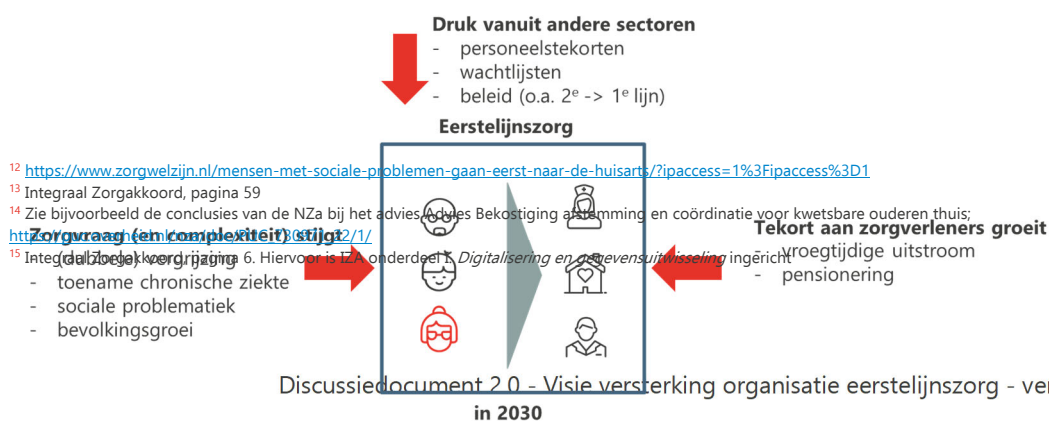 Druk vanuit andere sectoren
- personeelstekorten
- wachtlijsten
- beleid (o.a. 2e -> 1e lijn)
Eerstelijnszorg
12 https://www.zorgwelzijn.nl/mensen-met-sociale-problemen-gaan-eerst-naar-de-huisarts/?ipaccess=1%3Fipaccess%3D1
13 Integraal Zorgakkoord, pagina 59
14 Zie bijvoorbeeld de conclusies van de NZa bij het advies Advies Bekostiging afstemming en coördinatie voor kwetsbare ouderen thuis;
Zorgvraag (en complexiteit) stijgt
- (dubbele) vergrijzing
- toename chronische ziekte
- sociale problematiek
- bevolkingsgroei
15 Integraal Zorgakkoord, pagina 6. Hiervoor is IZA onderdeel I. Digitalisering en gegevensuitwisseling ingericht
Tekort aan zorgverleners groeit
- vroegtijdige uitstroom
- pensionering
Discussiedocument 2.0 - Visie versterking organisatie eerstelijnszorg - ve
in 2030